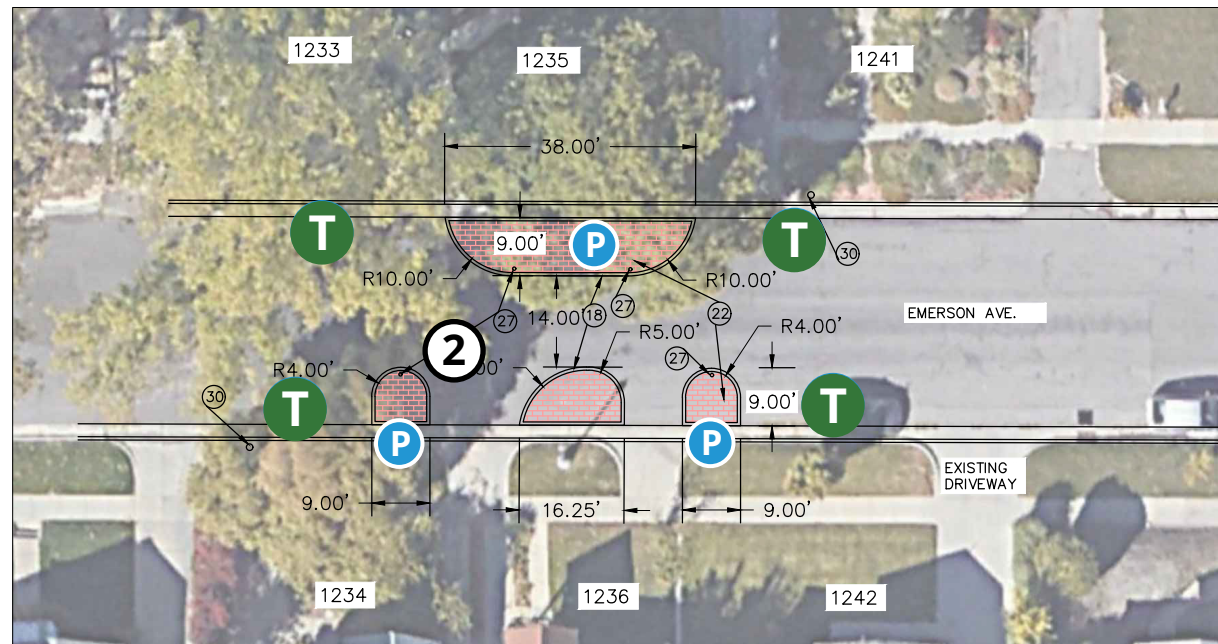 1233
1235
1241
38.00'
T
9.00'
P
T
30
R10.00'
R10.00'
27
14.00'
18
27
22
EMERSON AVE.
2
R5.00'
R4.00'
R4.00'
27
30
T
9.00'
T
P
P
EXISTING
DRIVEWAY
9.00'
16.25'
9.00'
1234
1236
1242